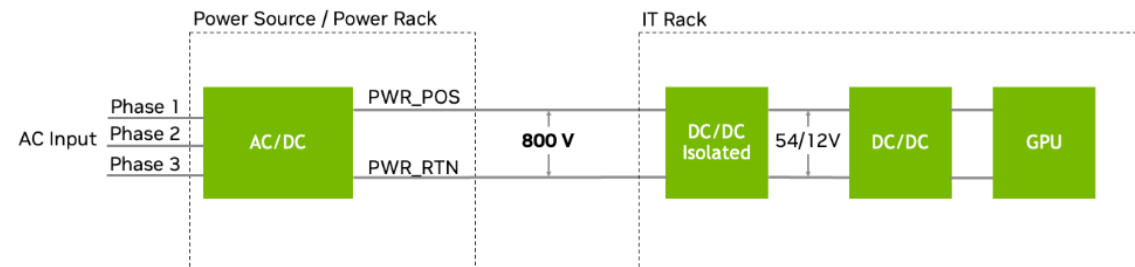 Power Source / Power Rack
IT Rack
AC Input
Phase 1
Phase 2
Phase 3
AC/DC
PWR_POS
PWR_RTN
800 V
DC/DC
Isolated
54/12V
DC/DC
GPU